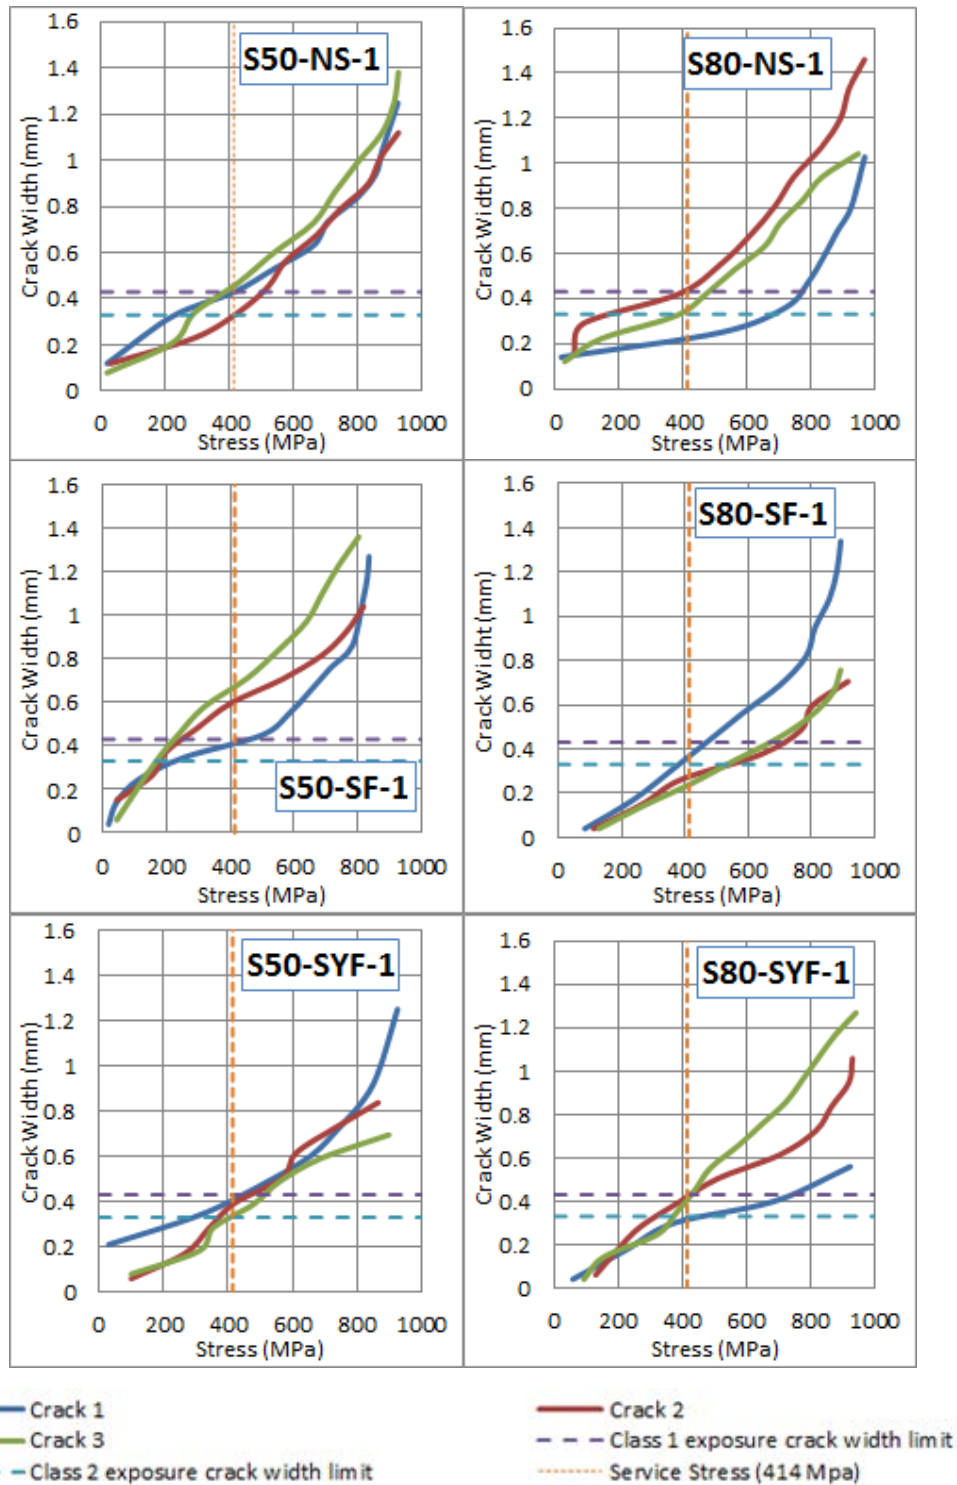 S50-NS-1
Crack Width (mm)
1.6
1.4
1.2
1
0.8
0.6
0.4
0.2
0
0 200 400 600 800 1000
Stress (MPa)
S80-NS-1
Crack Width (mm)
1.6
1.4
1.2
1
0.8
0.6
0.4
0.2
0
0 200 400 600 800 1000
Stress (MPa)
S50-SF-1
Crack Width (mm)
1.6
1.4
1.2
1
0.8
0.6
0.4
0.2
0
0 200 400 600 800 1000
Stress (MPa)
S80-SF-1
Crack Widht (mm)
1.6
1.4
1.2
1
0.8
0.6
0.4
0.2
0
0 200 400 600 800 1000
Stress (MPa)
S50-SYF-1
Crack Width (mm)
1.6
1.4
1.2
1
0.8
0.6
0.4
0.2
0
0 200 400 600 800 1000
Stress (MPa)
S80-SYF-1
Crack Width (mm)
1.6
1.4
1.2
1
0.8
0.6
0.4
0.2
0
0 200 400 600 800 1000
Stress (MPa)
Crack 1
Crack 2
Crack 3
Class 1 exposure crack width limit
Class 2 exposure crack width limit
Service Stress (414 Mpa)